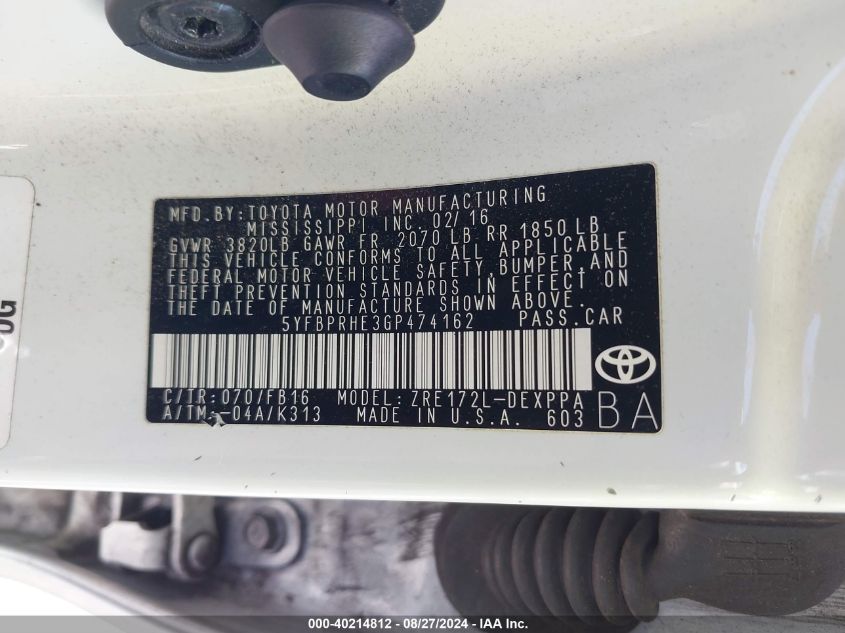 MFD. BY: TOYOTA MOTOR MANUFACTURING
MISSISSIPPI INC. 02/16
GVWR 3820LB GAWR FR 2070 LB RR 1850 LB
THIS VEHICLE CONFORMS TO ALL APPLICABLE
FEDERAL MOTOR VEHICLE SAFETY, BUMPER, AND
THEFT PREVENTION STANDARDS IN EFFECT ON
THE DATE OF MANUFACTURE SHOWN ABOVE.
5YFBPRHE3GP474162 PASS. CAR
C/TR: 070/FB16 MODEL: ZRE172L-DEXPPA
A/TM: -04A/K313 MADE IN U.S.A. 603
BA
000-40214812 - 08/27/2024 - IAA Inc.